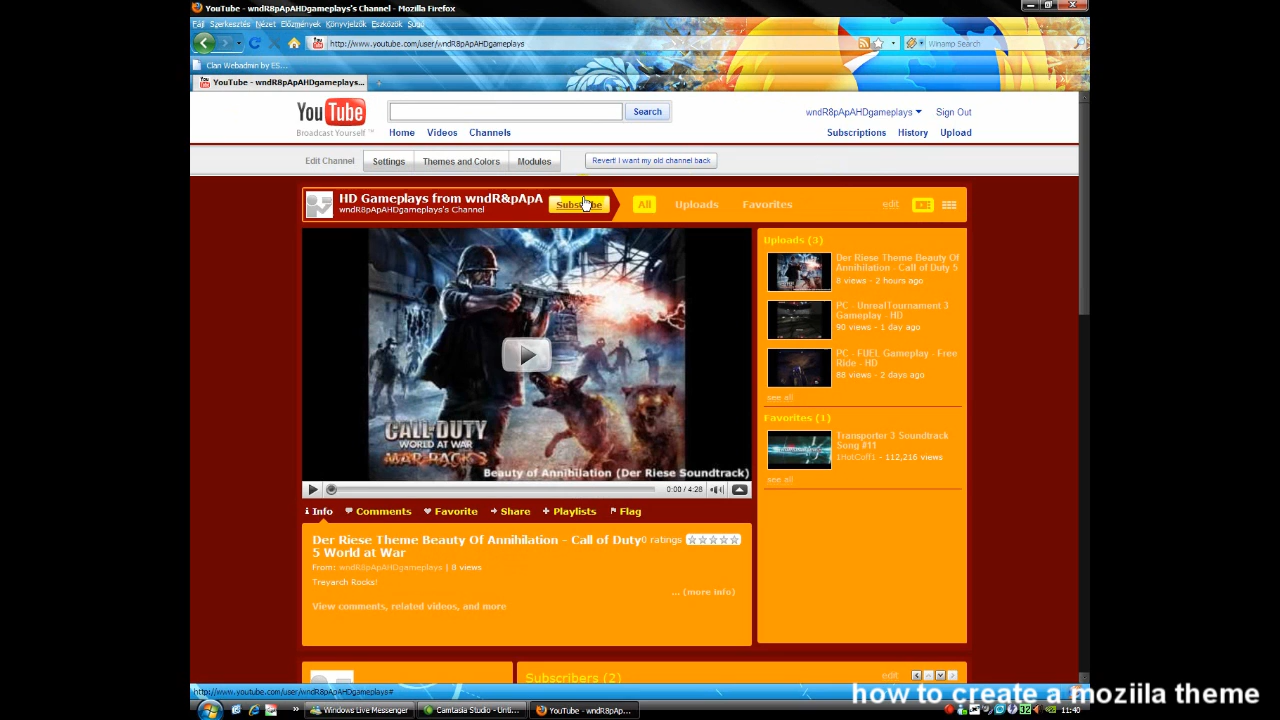 YouTube - wndR8pApAHDgameplays's Channel - Mozilla Firefox
Fájl Szerkesztés Nézet Előzmények Könyvjelzők Eszközök Súgó
http://www.youtube.com/user/wndR8pApAHDgameplays
Winamp Search
Clan Webadmin by ES...
YouTube - wndR8pApAHDgameplays...
YouTube
Broadcast Yourself ™
Search
wndR8pApAHDgameplays
Sign Out
Home Videos Channels
Subscriptions History Upload
Edit Channel Settings Themes and Colors Modules
Revert! I want my old channel back
HD Gameplays from wndR&pApA
wndR8pApAHDgameplays's Channel
Subscribe
All Uploads Favorites edit
Uploads (3)
Der Riese Theme Beauty Of
Annihilation - Call of Duty 5
8 views - 2 hours ago
PC - UnrealTournament 3
Gameplay - HD
90 views - 1 day ago
PC - FUEL Gameplay - Free
Ride - HD
88 views - 2 days ago
see all
Favorites (1)
Transporter 3 Soundtrack
Song #11
1HotCoff1 - 112,216 views
see all
CALL OF DUTY
WORLD AT WAR
MAP PACK 3
Beauty of Annihilation (Der Riese Soundtrack)
0:00 / 4:28
Info Comments Favorite Share Playlists Flag
Der Riese Theme Beauty Of Annihilation - Call of Duty
5 World at War
0 ratings
From: wndR8pApAHDgameplays | 8 views
Treyarch Rocks!
... (more info)
View comments, related videos, and more
Subscribers (2)
edit
http://www.youtube.com/user/wndR8pApAHDgameplays#
how to create a moziila theme
Windows Live Messenger
Camtasia Studio - Unti...
YouTube - wndR8pAp...
32
11:40